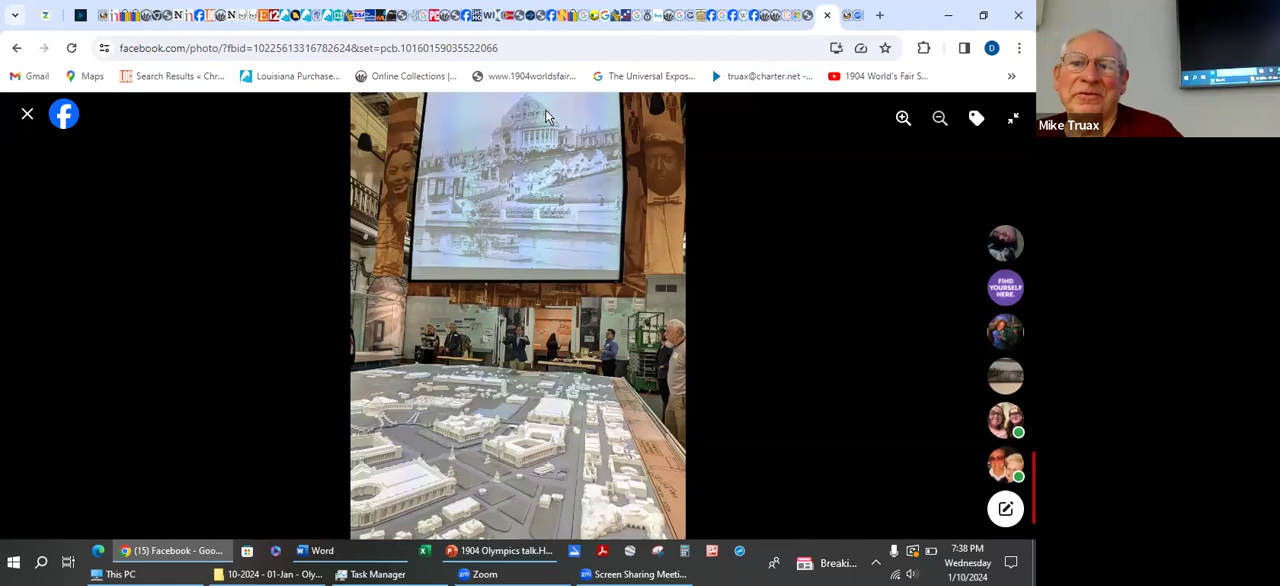 facebook.com/photo/?fbid=10225613316782624&set=pcb.10160159035522066
Gmail
Maps
Search Results « Chr...
Louisiana Purchase...
Online Collections |...
www.1904worldsfair...
The Universal Expos...
truax@charter.net -...
1904 World's Fair S...
»
Mike Truax
FIND
YOURSELF
HERE.
(15) Facebook - Goo...
Word
1904 Olympics talk.H...
Breaki...
7:38 PM
This PC
10-2024 - 01-Jan - Oly...
Task Manager
Zoom
Screen Sharing Meeti...
Wednesday
1/10/2024